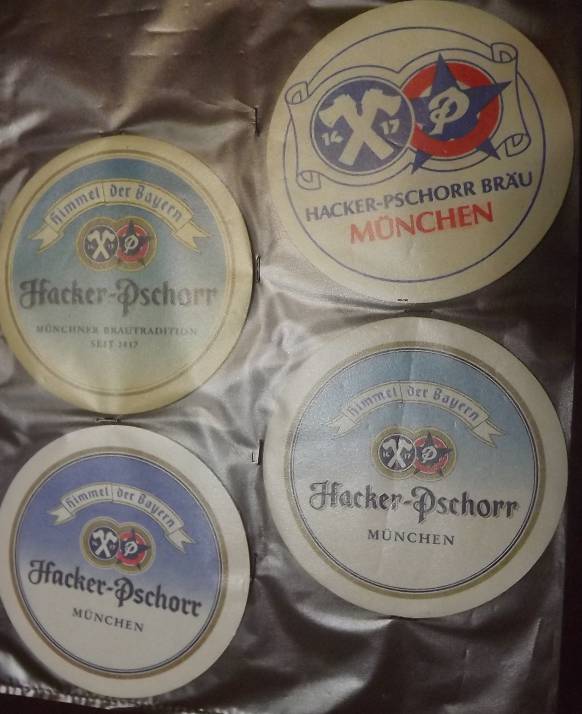 14 17
P
HACKER-PSCHORR BRÄU
MÜNCHEN
Himmel der Bayern
P
Hacker-Pschorr
MÜNCHNER BRAUTRADITION
SEIT 1417
Himmel der Bayern
P
Hacker-Pschorr
MÜNCHEN
Himmel der Bayern
P
Hacker-Pschorr
MÜNCHEN